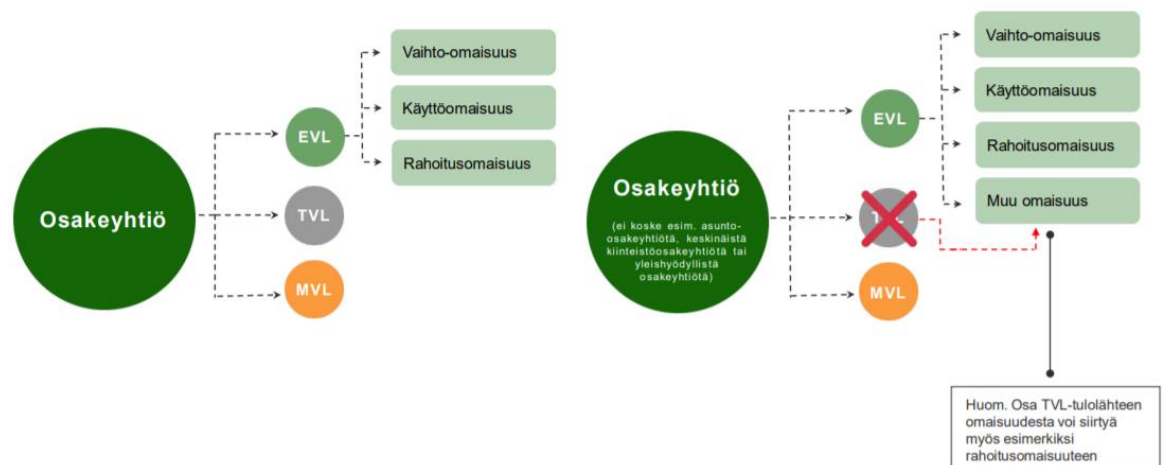 Vaihto-omaisuus
Käyttöomaisuus
Rahoitusomaisuus
EVL
Osakeyhtiö
TVL
MVL
Vaihto-omaisuus
Käyttöomaisuus
Rahoitusomaisuus
Muu omaisuus
EVL
Osakeyhtiö
(ei koske esim. asunto-
osakeyhtiötä, keskinäistä
kiinteistöosakeyhtiötä tai
yleishyödyllistä
osakeyhtiötä)
MVL
Huom. Osa TVL-tulolähteen
omaisuudesta voi siirtyä
myös esimerkiksi
rahoitusomaisuuteen